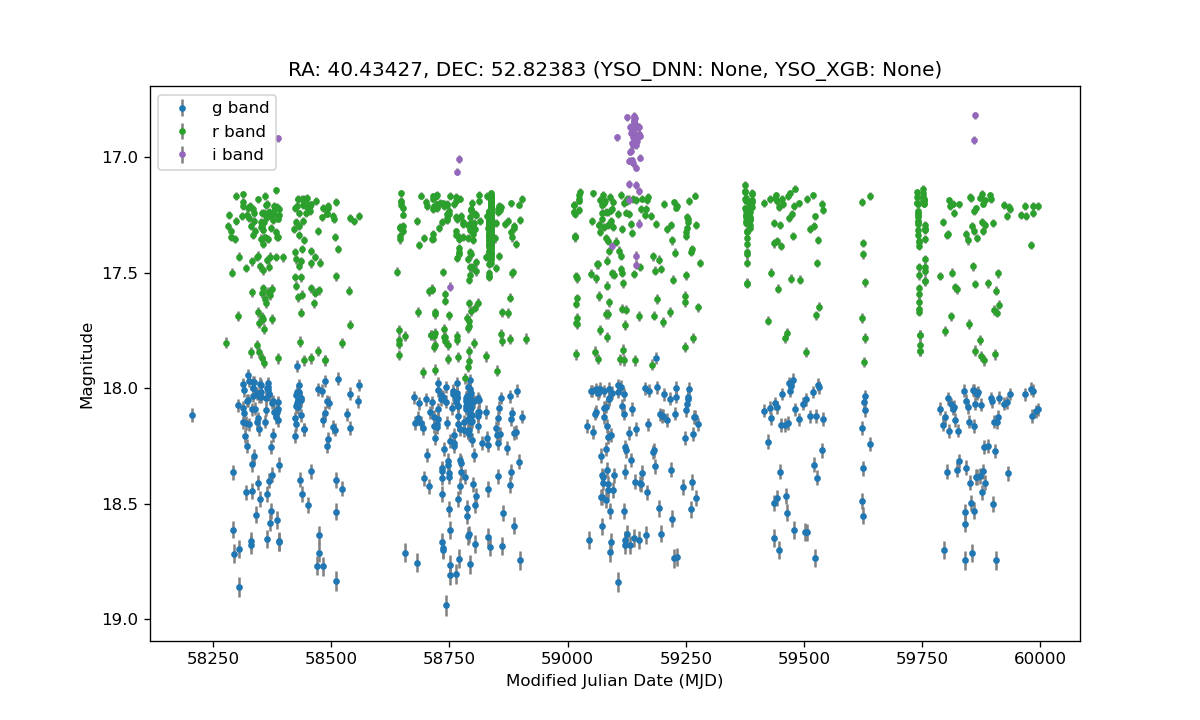 RA: 40.43427, DEC: 52.82383 (YSO_DNN: None, YSO_XGB: None)
g band
r band
i band
17.0
17.5
18.0
18.5
19.0
Magnitude
58250 58500 58750 59000 59250 59500 59750 60000
Modified Julian Date (MJD)